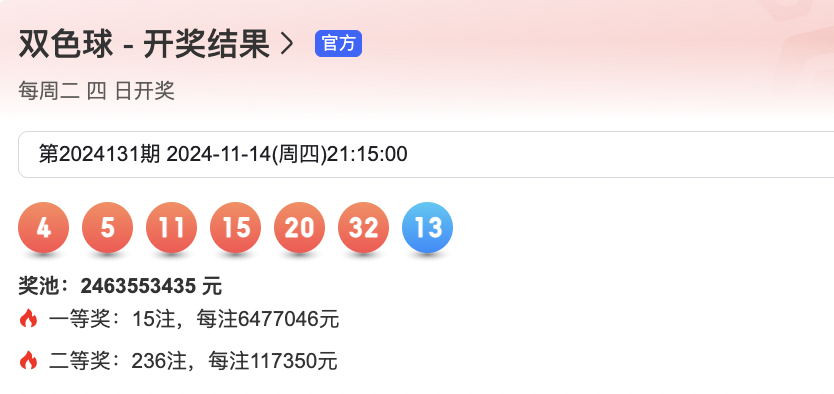 双色球 - 开奖结果 官方
每周二 四 日开奖
第2024131期 2024-11-14(周四)21:15:00
4 5 11 15 20 32 13
奖池：2463553435 元
一等奖：15注，每注6477046元
二等奖：236注，每注117350元